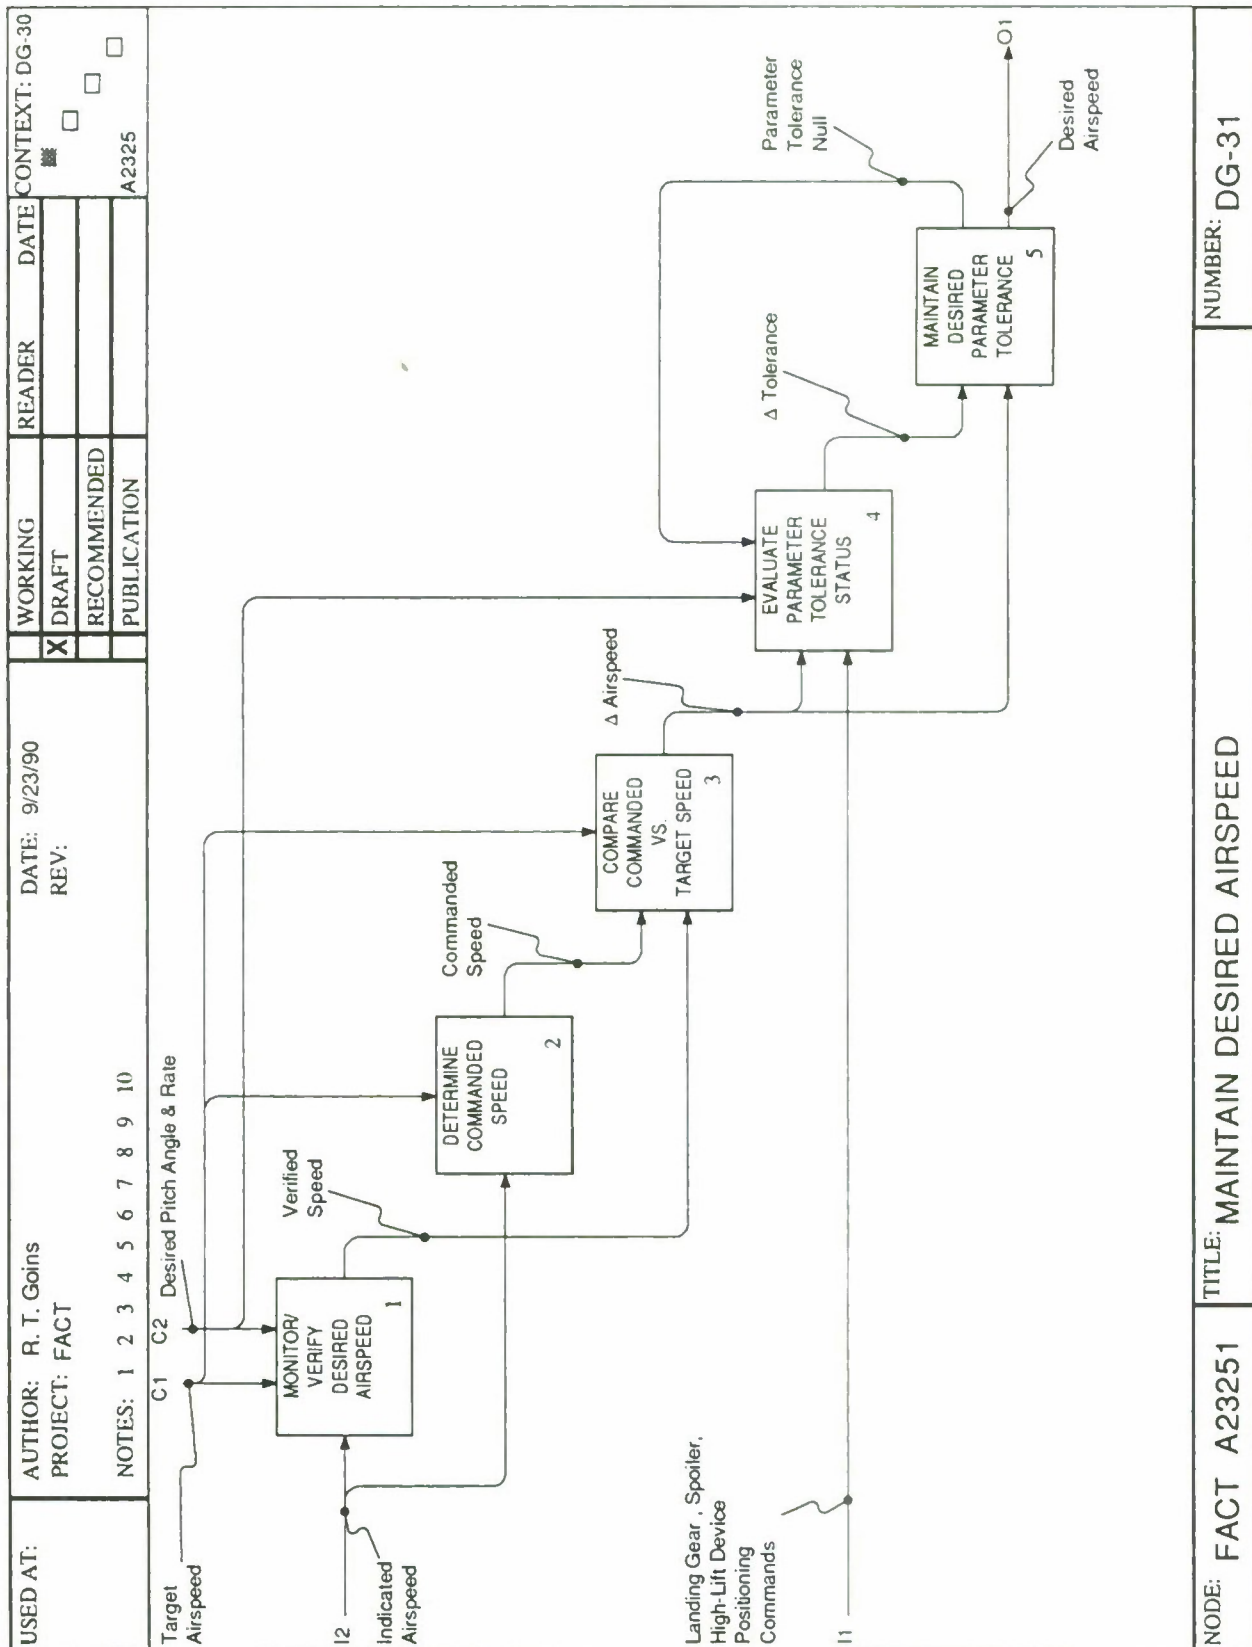 USED AT:
AUTHOR: R. T. Goins
PROJECT: FACT
NOTES: 1 2 3 4 5 6 7 8 9 10
DATE: 9/23/90
REV:
WORKING
X DRAFT
RECOMMENDED
PUBLICATION
READER DATE
CONTEXT: DG-30
A2325
Target
Airspeed
C1
C2
Desired Pitch Angle & Rate
I2
Indicated
Airspeed
MONITOR/
VERIFY
DESIRED
AIRSPEED
1
Verified
Speed
DETERMINE
COMMANDED
SPEED
2
Commanded
Speed
COMPARE
COMMANDED
VS.
TARGET SPEED
3
Δ Airspeed
EVALUATE
PARAMETER
TOLERANCE
STATUS
4
Δ Tolerance
MAINTAIN
DESIRED
PARAMETER
TOLERANCE
5
Parameter
Tolerance
Null
O1
Desired
Airspeed
Landing Gear , Spoiler,
High-Lift Device
Positioning
Commands
I1
NODE: FACT A23251
TITLE: MAINTAIN DESIRED AIRSPEED
NUMBER: DG-31